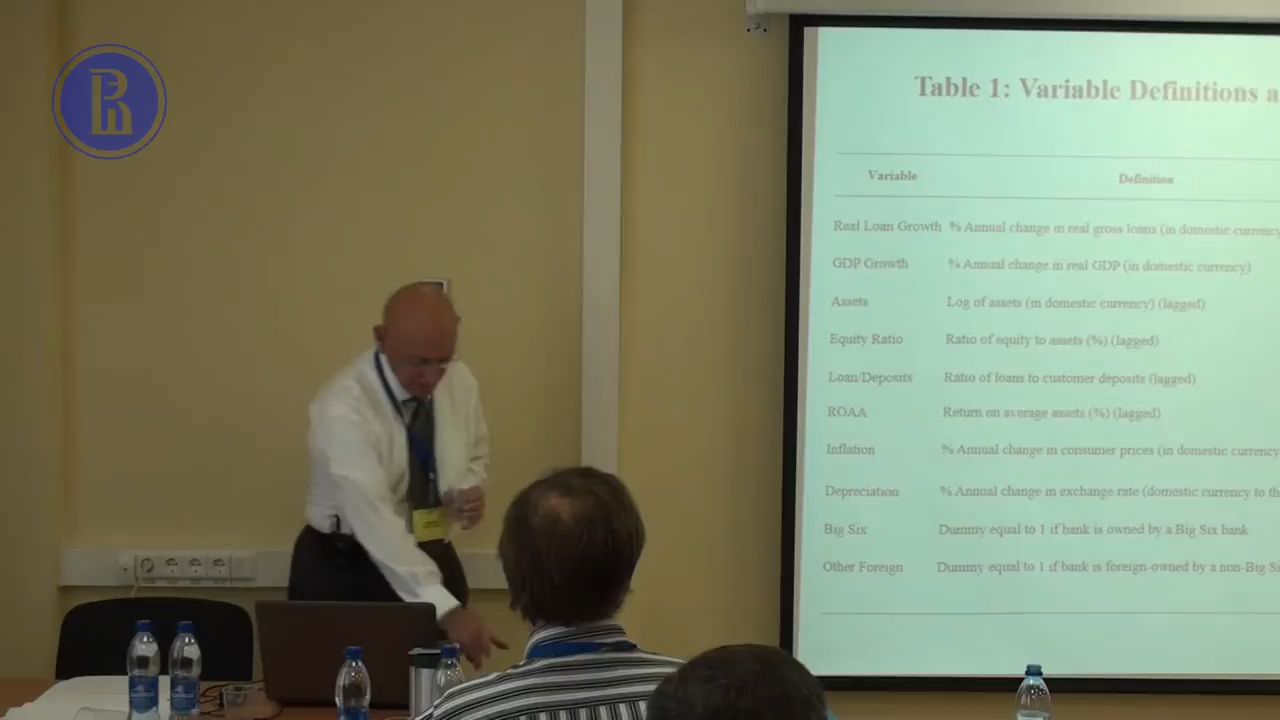 Table 1: Variable Definitions a
Variable Definition
Real Loan Growth % Annual change in real gross loans (in domestic currency
GDP Growth % Annual change in real GDP (in domestic currency)
Assets Log of assets (in domestic currency) (lagged)
Equity Ratio Ratio of equity to assets (%) (lagged)
Loan/Deposits Ratio of loans to customer deposits (lagged)
ROAA Return on average assets (%) (lagged)
Inflation % Annual change in consumer prices (in domestic currency
Depreciation % Annual change in exchange rate (domestic currency to th
Big Six Dummy equal to 1 if bank is owned by a Big Six bank
Other Foreign Dummy equal to 1 if bank is foreign-owned by a non-Big Si